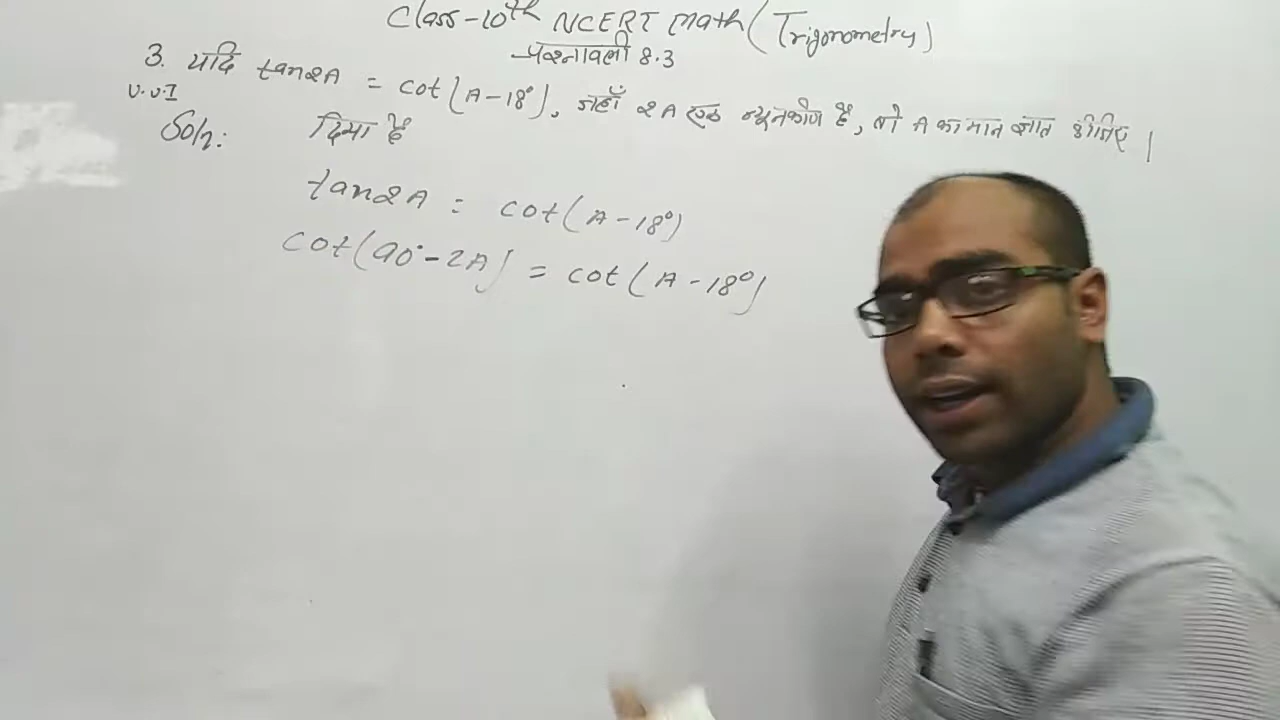 Class-10th NCERT Math (Trigonometry)
प्रश्नावली 8.3
3. यदि tan2A = cot(A-18°), जहाँ 2A एक न्यूनकोण है, तो A का मान ज्ञात कीजिए |
V.V.I
Soln: दिया है
tan2A = cot(A-18°)
cot(90°-2A) = cot(A-18°)